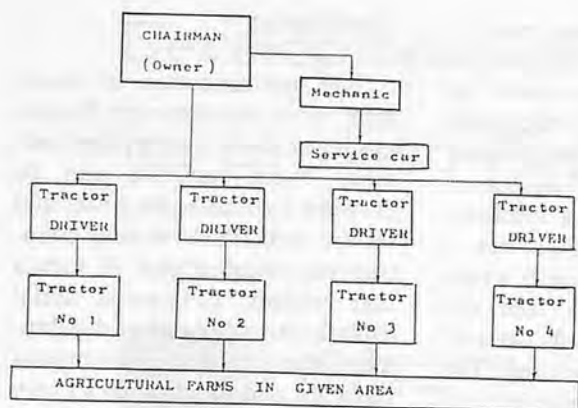 CHAIRMAN
(Owner)
Mechanic
Service car
Tractor
DRIVER
Tractor
DRIVER
Tractor
DRIVER
Tractor
DRIVER
Tractor
No 1
Tractor
No 2
Tractor
No 3
Tractor
No 4
AGRICULTURAL FARMS IN GIVEN AREA